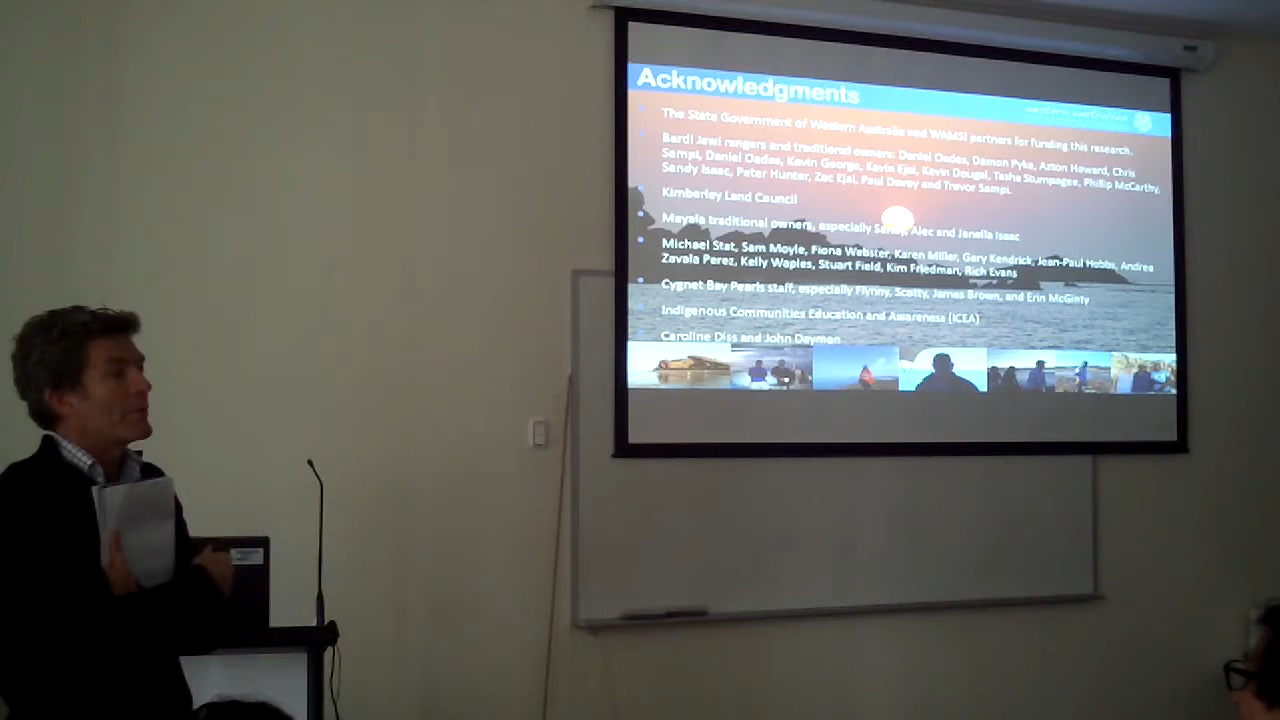 Acknowledgments
western australian
The State Government of Western Australia and WAMSI partners for funding this research.
Bardi Jawi rangers and traditional owners: Daniel Oades, Damon Pyke, Azton Howard, Chris
Sampi, Daniel Oades, Kevin George, Kevin Ejai, Kevin Dougal, Tasha Stumpagee, Phillip McCarthy,
Sandy Isaac, Peter Hunter, Zac Ejai, Paul Davey and Trevor Sampi.
Kimberley Land Council
Mayala traditional owners, especially Sandy, Alec and Janella Isaac
Michael Stat, Sam Moyle, Fiona Webster, Karen Miller, Gary Kendrick, Jean-Paul Hobbs, Andrea
Zavala Perez, Kelly Waples, Stuart Field, Kim Friedman, Rich Evans
Cygnet Bay Pearls staff, especially Flynny, Scotty, James Brown, and Erin McGinty
Indigenous Communities Education and Awareness (ICEA)
Caroline Diss and John Dayman